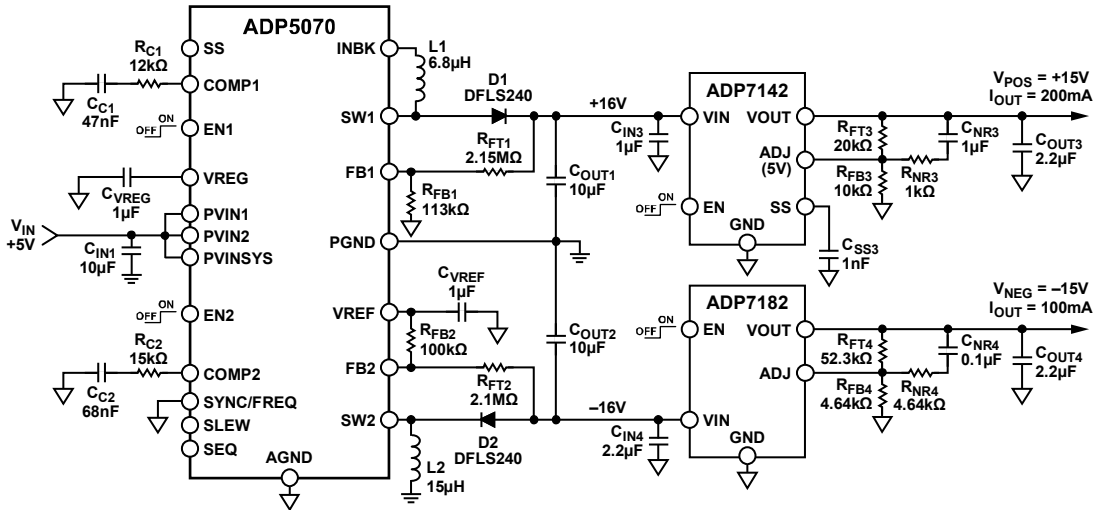 ADP5070
SS
COMP1
EN1
VREG
PVIN1
PVIN2
PVINSYS
EN2
COMP2
SYNC/FREQ
SLEW
SEQ
AGND
INBK
SW1
FB1
PGND
VREF
FB2
SW2
RC1
12kΩ
CC1
47nF
ON
OFF
CVREG
1µF
VIN
+5V
CIN1
10µF
ON
OFF
RC2
15kΩ
CC2
68nF
L1
6.8µH
D1
DFLS240
RFT1
2.15MΩ
RFB1
113kΩ
COUT1
10µF
CVREF
1µF
RFB2
100kΩ
RFT2
2.1MΩ
COUT2
10µF
D2
DFLS240
L2
15µH
+16V
CIN3
1µF
ON
OFF
ADP7142
VIN
VOUT
ADJ
(5V)
EN
SS
GND
RFT3
20kΩ
RFB3
10kΩ
CNR3
1µF
RNR3
1kΩ
CSS3
1nF
VPOS = +15V
IOUT = 200mA
COUT3
2.2µF
–16V
CIN4
2.2µF
ON
OFF
ADP7182
EN
VOUT
ADJ
VIN
GND
RFT4
52.3kΩ
RFB4
4.64kΩ
CNR4
0.1µF
RNR4
4.64kΩ
VNEG = –15V
IOUT = 100mA
COUT4
2.2µF